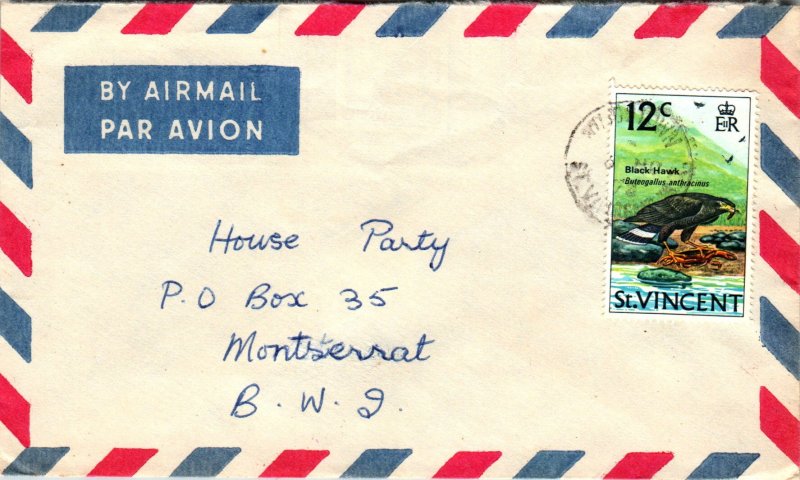 BY AIRMAIL
PAR AVION
12c
EIIR
Black Hawk
Buteogallus anthracinus
St.VINCENT
House Party
P.O Box 35
Montserrat
B.W.I.